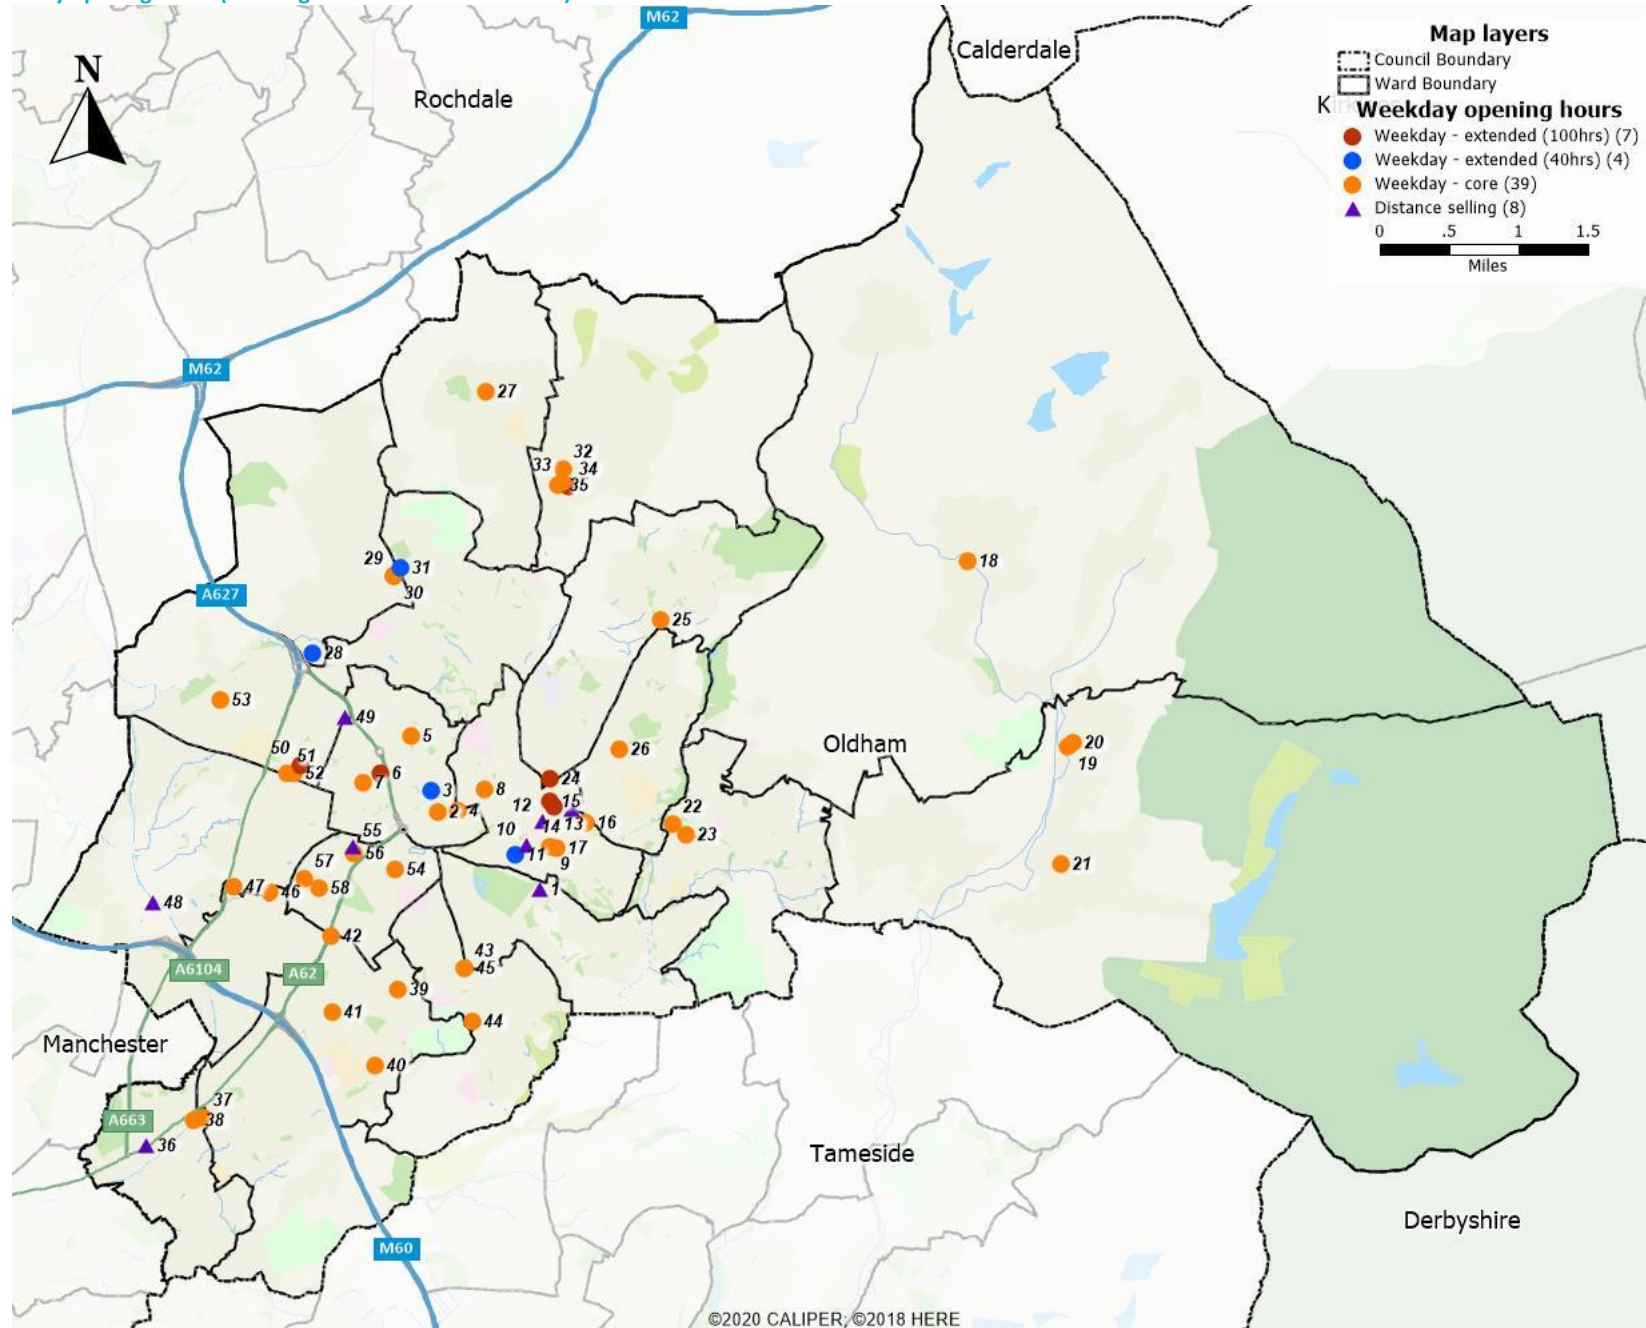 M62
Calderdale
N
Rochdale
Map layers
Council Boundary
Ward Boundary
Weekday opening hours
Weekday - extended (100hrs) (7)
Weekday - extended (40hrs) (4)
Weekday - core (39)
Distance selling (8)
0 .5 1 1.5
Miles
M62
27
32
33 34
35
18
29 31
30
A627
25
28
53
49
5
50
51
52
26
20
19
6
7
24
3
8
12 15
2 4
22
13 16
14
23
10
55
56
11
17
9
57
54
21
58
1
47 46
48
42
43
45
A6104
A62
39
41
44
Oldham
Manchester
40
37
38
A663
36
Tameside
Derbyshire
M60
©2020 CALIPER; ©2018 HERE